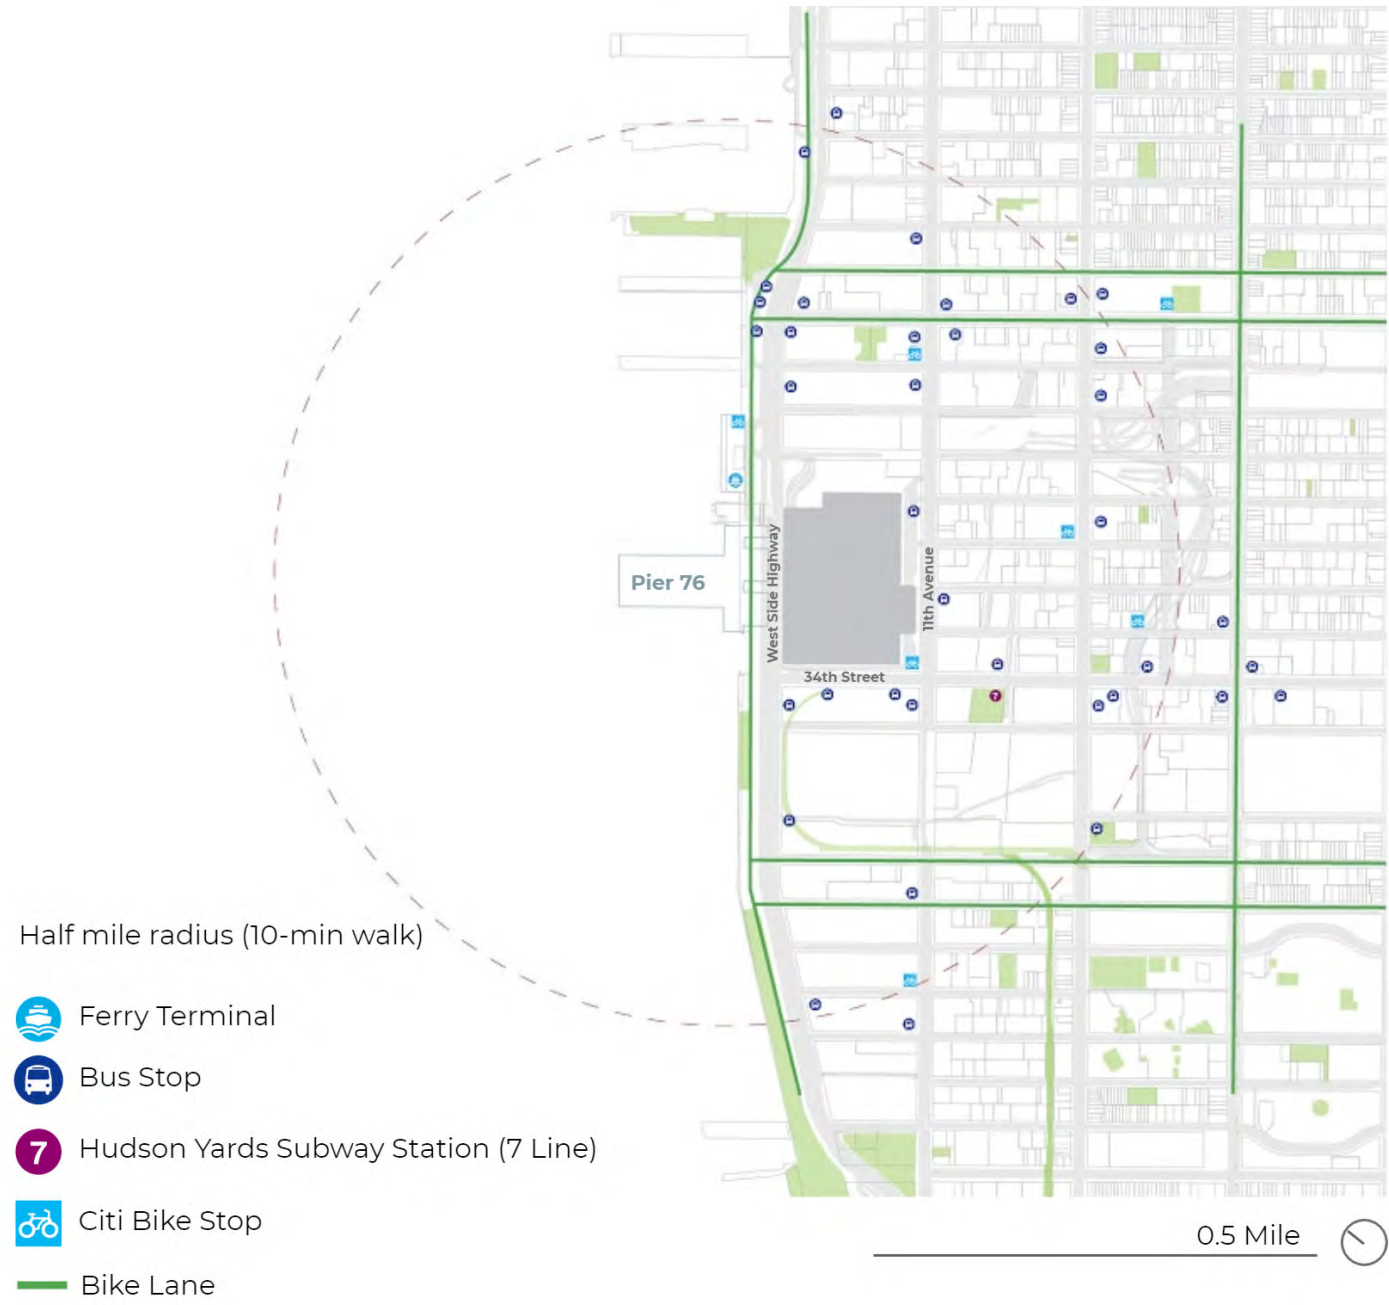 Pier 76
West Side Highway
11th Avenue
34th Street
7
Half mile radius (10-min walk)
Ferry Terminal
Bus Stop
7 Hudson Yards Subway Station (7 Line)
Citi Bike Stop
Bike Lane
0.5 Mile